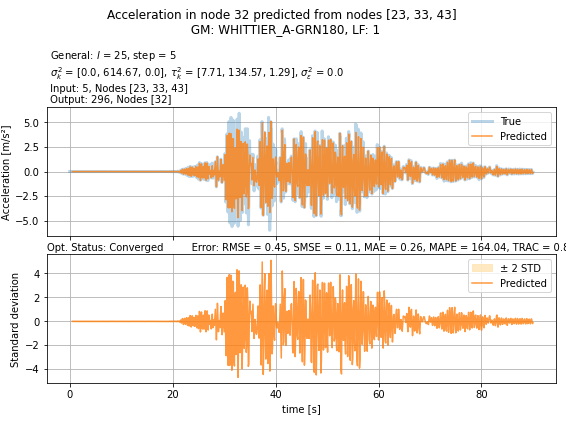 Acceleration in node 32 predicted from nodes [23, 33, 43]
GM: WHITTIER_A-GRN180, LF: 1
General: l = 25, step = 5
σ²ₖ = [0.0, 614.67, 0.0], τ²ₖ = [7.71, 134.57, 1.29], σ²ₑ = 0.0
Input: 5, Nodes [23, 33, 43]
Output: 296, Nodes [32]
Acceleration [m/s²]
5.0
2.5
0.0
−2.5
−5.0
True
Predicted
Opt. Status: Converged Error: RMSE = 0.45, SMSE = 0.11, MAE = 0.26, MAPE = 164.04, TRAC = 0.8
Standard deviation
4
2
0
−2
−4
± 2 STD
Predicted
0 20 40 60 80
time [s]